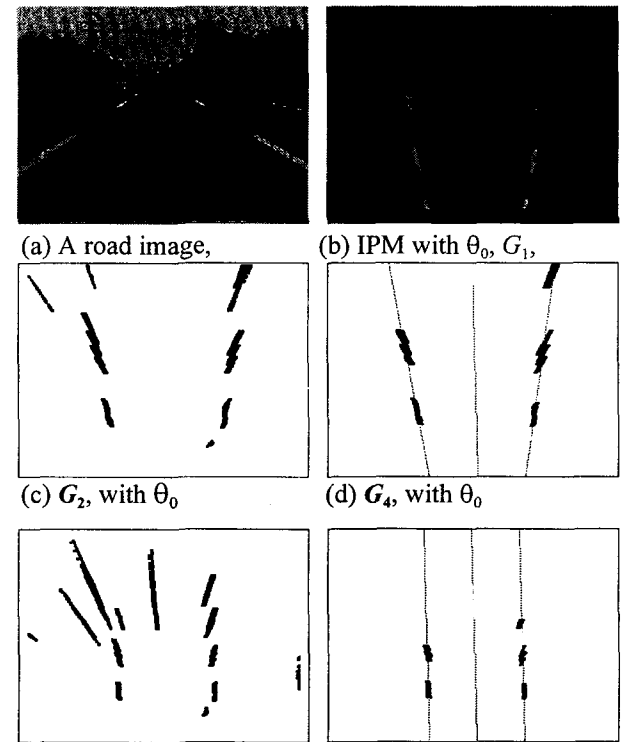 (a) A road image, (b) IPM with θ₀, G₁,
(c) G₂, with θ₀ (d) G₄, with θ₀